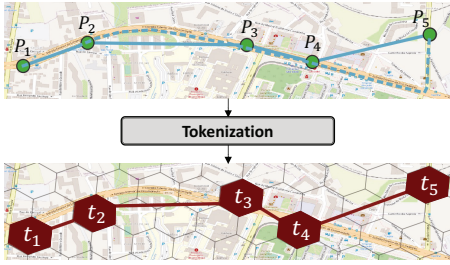 P₁
P₂
P₃
P₄
P₅
Tokenization
t₁
t₂
t₃
t₄
t₅